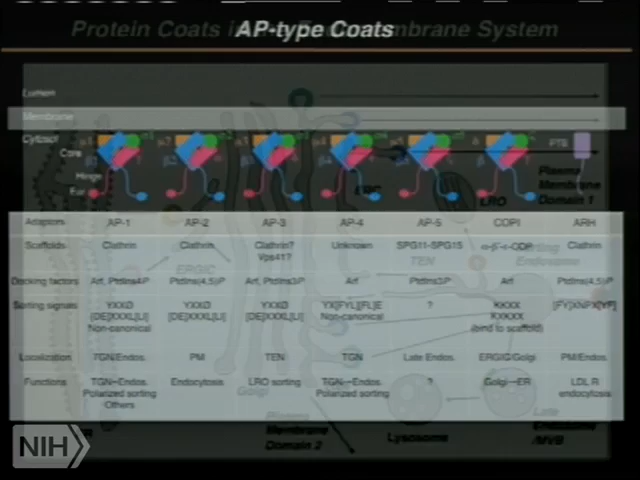 Protein Coats in the Endomembrane System
AP-type Coats
Lumen
Membrane
Cytosol
Core
Hinge
Ear
PTB
Plasma
Membrane
Domain 1
LRO
Adaptors AP-1 AP-2 AP-3 AP-4 AP-5 COPI ARH
Scaffolds Clathrin Clathrin Clathrin? Unknown SPG11-SPG15 Clathrin
Vps41?
ERGIC
TEN
Endosome
Docking factors Arf, PtdIns4P PtdIns(4,5)P Arf, PtdIns3P Arf PtdIns3P Arf PtdIns(4,5)P
Sorting signals YXXØ YXXØ YXXØ YX[FYL][FL]E ? KKXX [FY]XNPX[YF]
[DE]XXXL[LI] [DE]XXXL[LI] [DE]XXXL[LI] Non-canonical KXKXX
Non-canonical (bind to scaffold)
Localization TGN/Endos. PM TEN TGN Late Endos. ERGIC/Golgi PM/Endos.
Functions Endocytosis LRO sorting ? Golgi→ER LDL R
Polarized sorting Polarized sorting endocytosis
Others
Golgi
Plasma
Membrane
Domain 2
Lysosome
Late
Endosome
/MVB
NIH